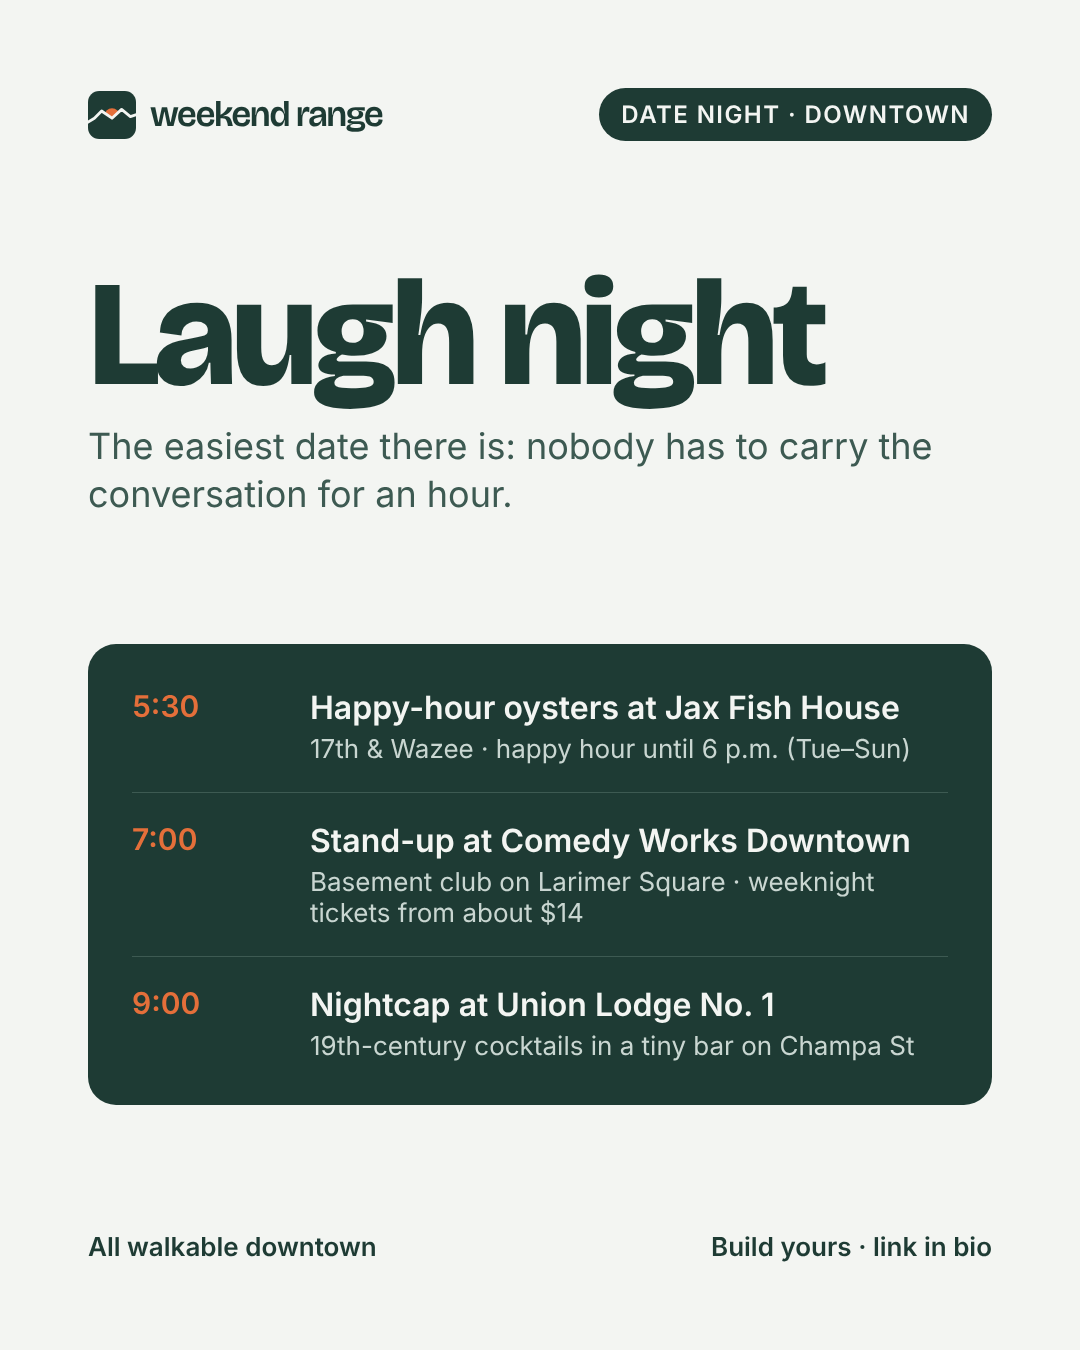 weekend range
DATE NIGHT · DOWNTOWN
Laugh night
The easiest date there is: nobody has to carry the
conversation for an hour.
5:30
Happy-hour oysters at Jax Fish House
17th & Wazee · happy hour until 6 p.m. (Tue–Sun)
7:00
Stand-up at Comedy Works Downtown
Basement club on Larimer Square · weeknight
tickets from about $14
9:00
Nightcap at Union Lodge No. 1
19th-century cocktails in a tiny bar on Champa St
All walkable downtown
Build yours · link in bio